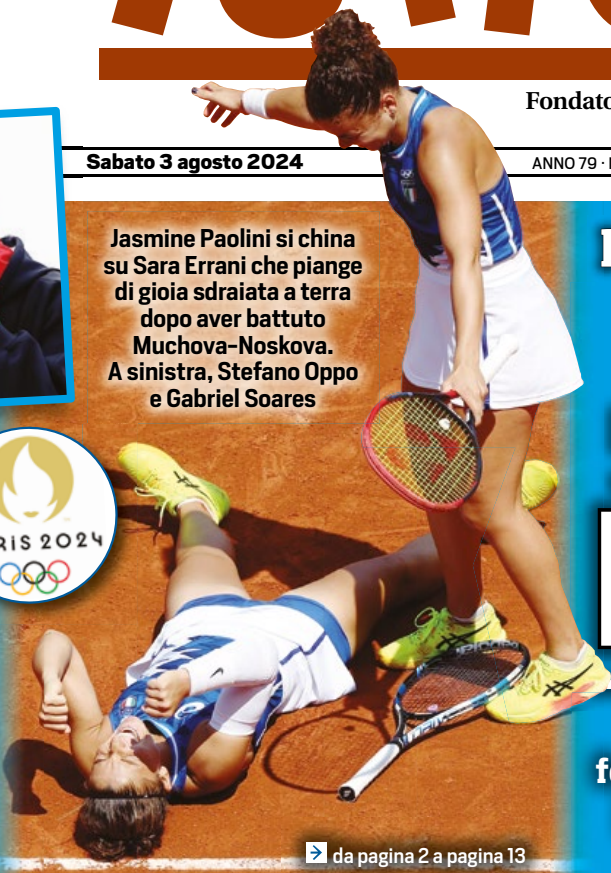 Fondato
Sabato 3 agosto 2024
ANNO 79 ·
Jasmine Paolini si china
su Sara Errani che piange
di gioia sdraiata a terra
dopo aver battuto
Muchova-Noskova.
A sinistra, Stefano Oppo
e Gabriel Soares
RiS 2024
da pagina 2 a pagina 13